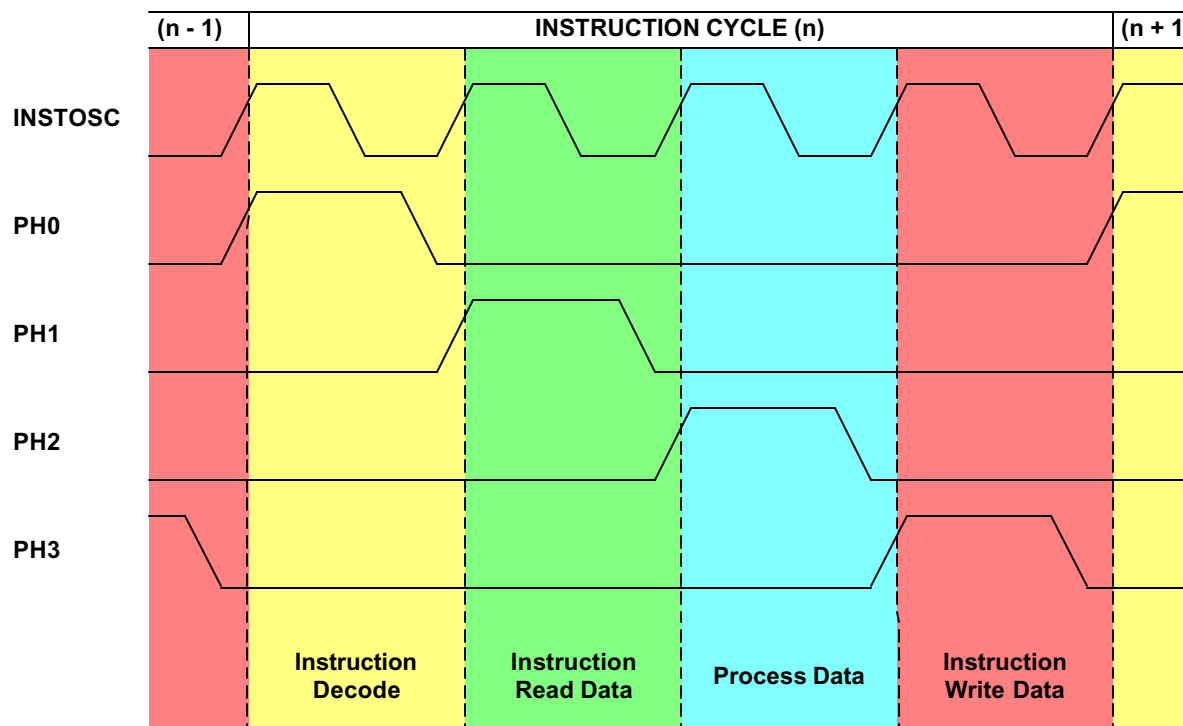 (n - 1) INSTRUCTION CYCLE (n) (n + 1
INSTOSC
PH0
PH1
PH2
PH3
Instruction
Decode
Instruction
Read Data
Process Data
Instruction
Write Data